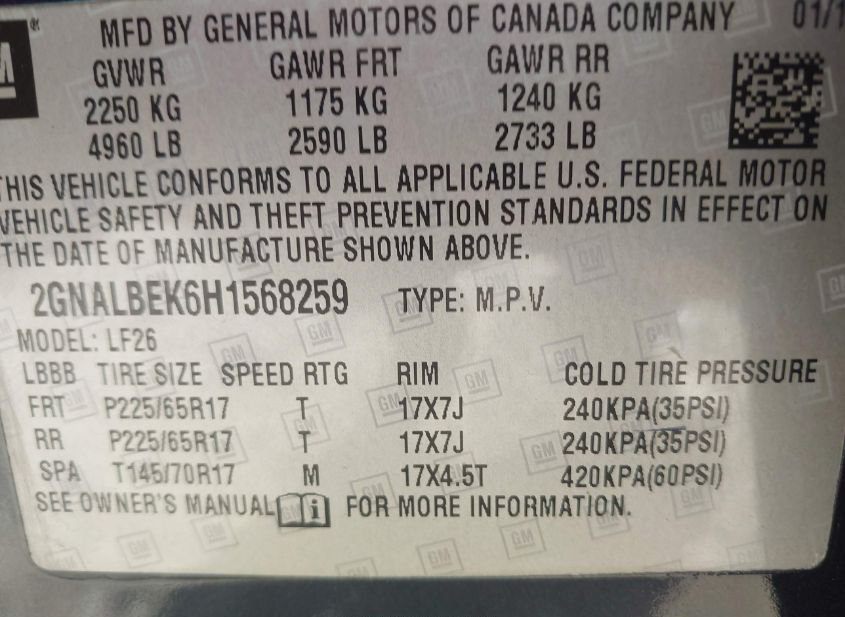 MFD BY GENERAL MOTORS OF CANADA COMPANY 01/1
GVWR GAWR FRT GAWR RR
2250 KG 1175 KG 1240 KG
4960 LB 2590 LB 2733 LB
THIS VEHICLE CONFORMS TO ALL APPLICABLE U.S. FEDERAL MOTOR
VEHICLE SAFETY AND THEFT PREVENTION STANDARDS IN EFFECT ON
THE DATE OF MANUFACTURE SHOWN ABOVE.
2GNALBEK6H1568259 TYPE: M.P.V.
MODEL: LF26
LBBB TIRE SIZE SPEED RTG RIM COLD TIRE PRESSURE
FRT P225/65R17 T 17X7J 240KPA(35PSI)
RR P225/65R17 T 17X7J 240KPA(35PSI)
SPA T145/70R17 M 17X4.5T 420KPA(60PSI)
SEE OWNER'S MANUAL i FOR MORE INFORMATION.